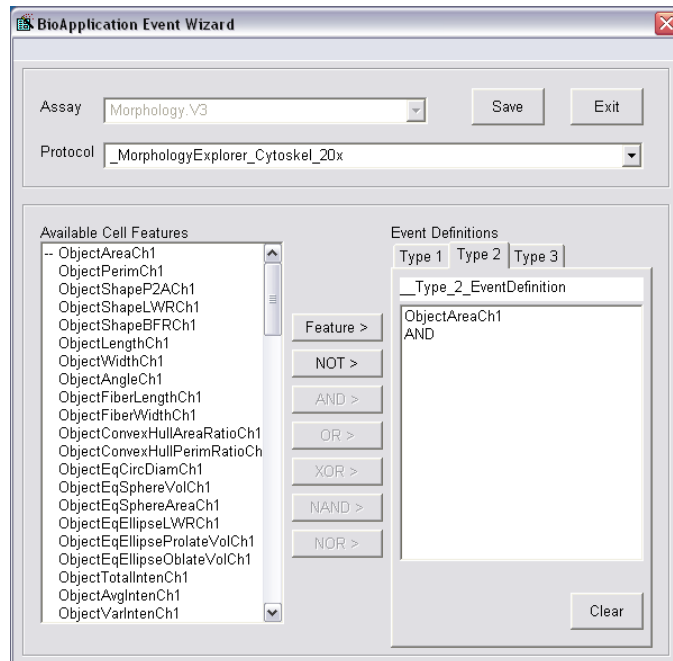 BioApplication Event Wizard
Assay
Morphology.V3
Save
Exit
Protocol
_MorphologyExplorer_Cytoskel_20x
Available Cell Features
-- ObjectAreaCh1
ObjectPerimCh1
ObjectShapeP2ACh1
ObjectShapeLWRCh1
ObjectShapeBFRCh1
ObjectLengthCh1
ObjectWidthCh1
ObjectAngleCh1
ObjectFiberLengthCh1
ObjectFiberWidthCh1
ObjectConvexHullAreaRatioCh1
ObjectConvexHullPerimRatioCh
ObjectEqCircDiamCh1
ObjectEqSphereVolCh1
ObjectEqSphereAreaCh1
ObjectEqEllipseLWRCh1
ObjectEqEllipseProlateVolCh1
ObjectEqEllipseOblateVolCh1
ObjectTotalIntenCh1
ObjectAvgIntenCh1
ObjectVarIntenCh1
Feature >
NOT >
AND >
OR >
XOR >
NAND >
NOR >
Event Definitions
Type 1 Type 2 Type 3
__Type_2_EventDefinition
ObjectAreaCh1
AND
Clear